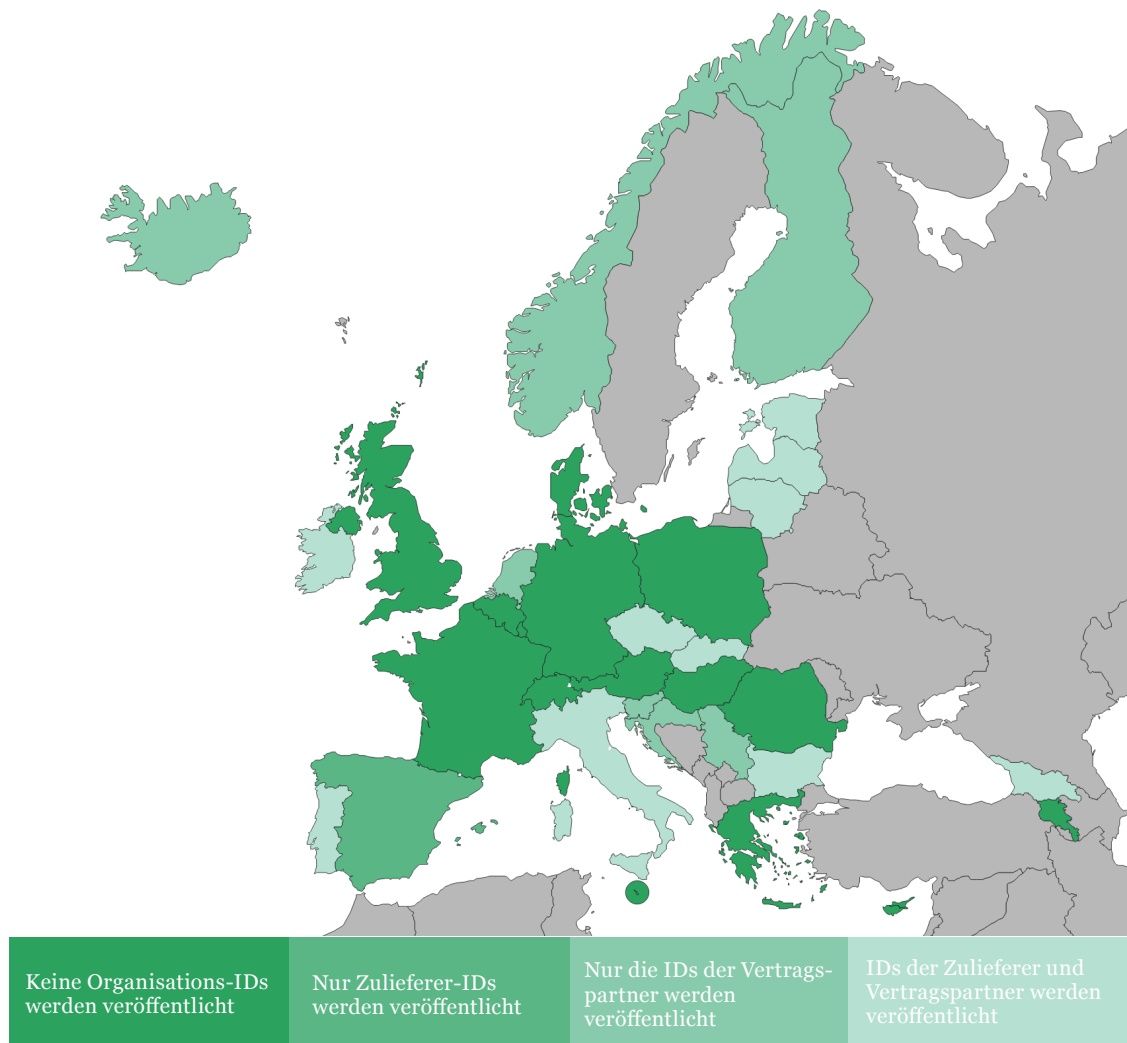 Keine Organisations-IDs
werden veröffentlicht
Nur Zulieferer-IDs
werden veröffentlicht
Nur die IDs der Vertrags-
partner werden
veröffentlicht
IDs der Zulieferer und
Vertragspartner werden
veröffentlicht